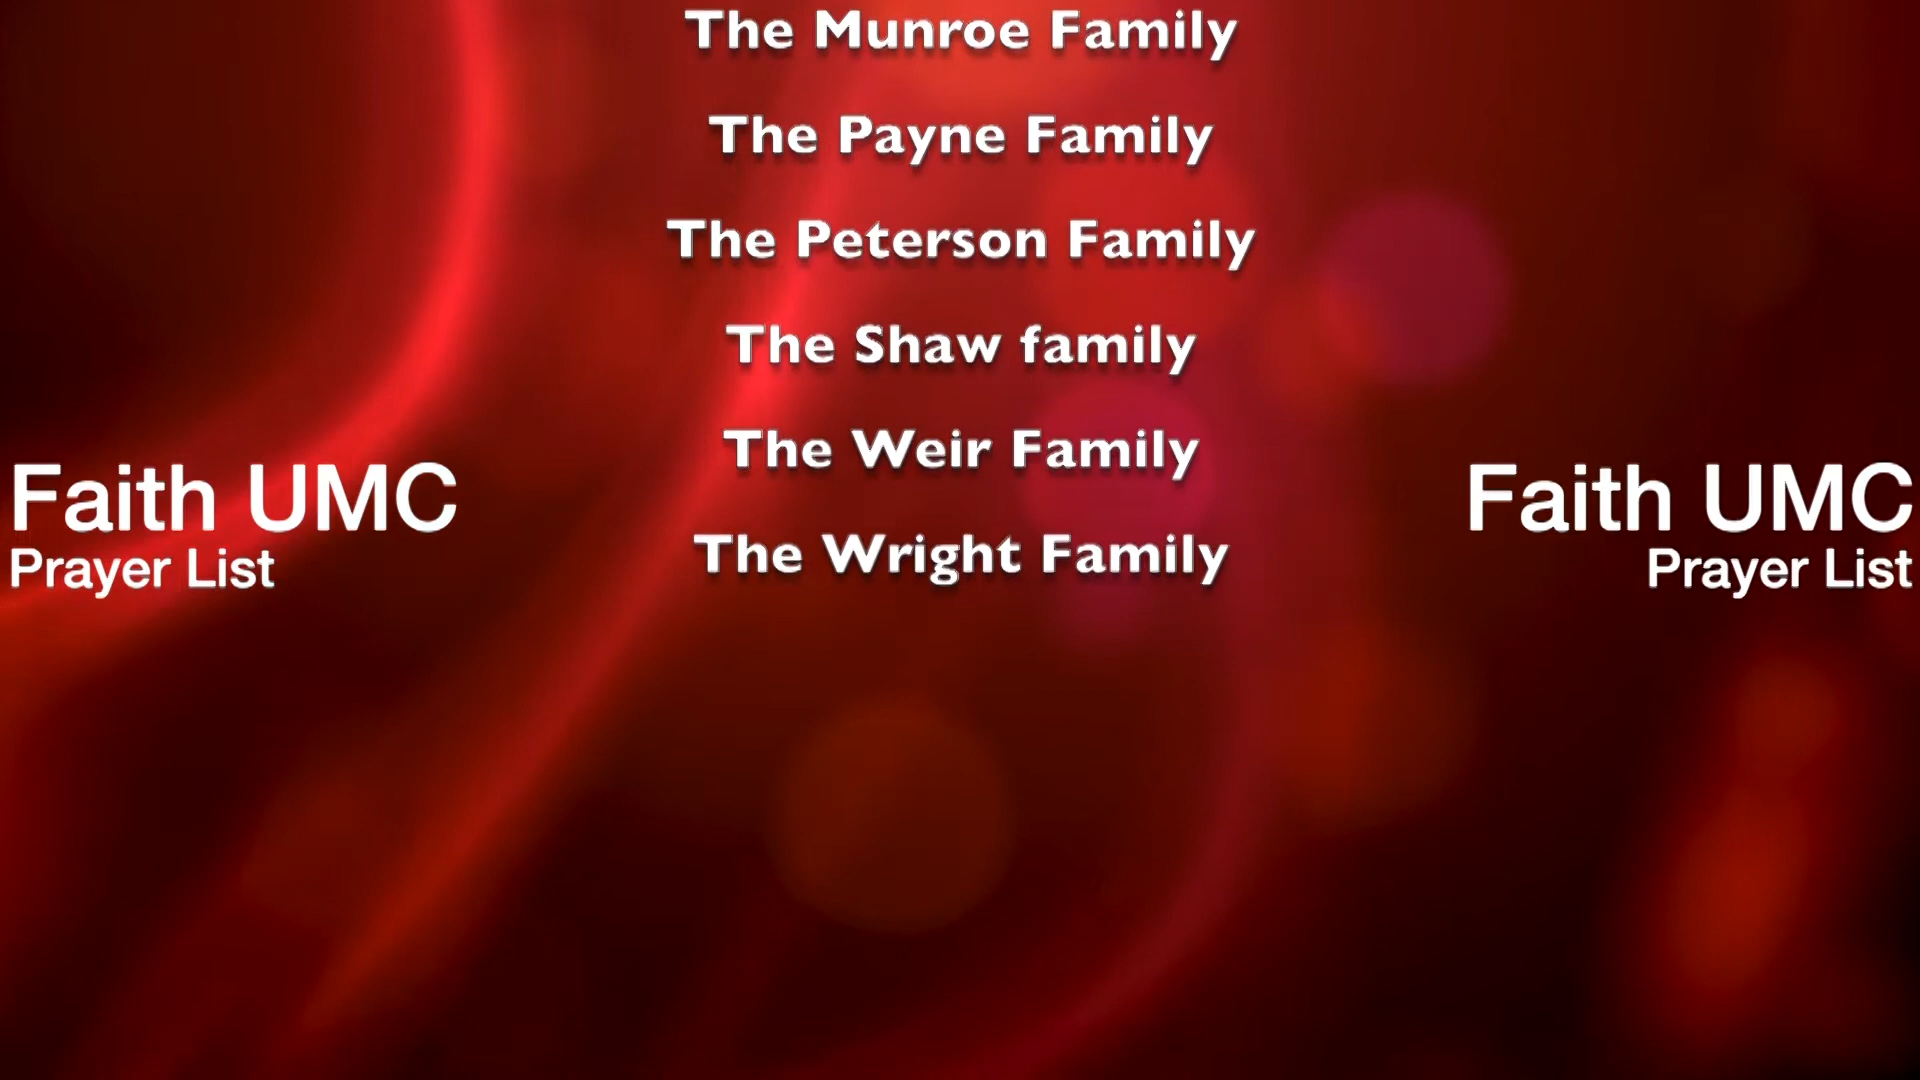 The Munroe Family
The Payne Family
The Peterson Family
The Shaw family
The Weir Family
The Wright Family
Faith UMC
Prayer List
Faith UMC
Prayer List